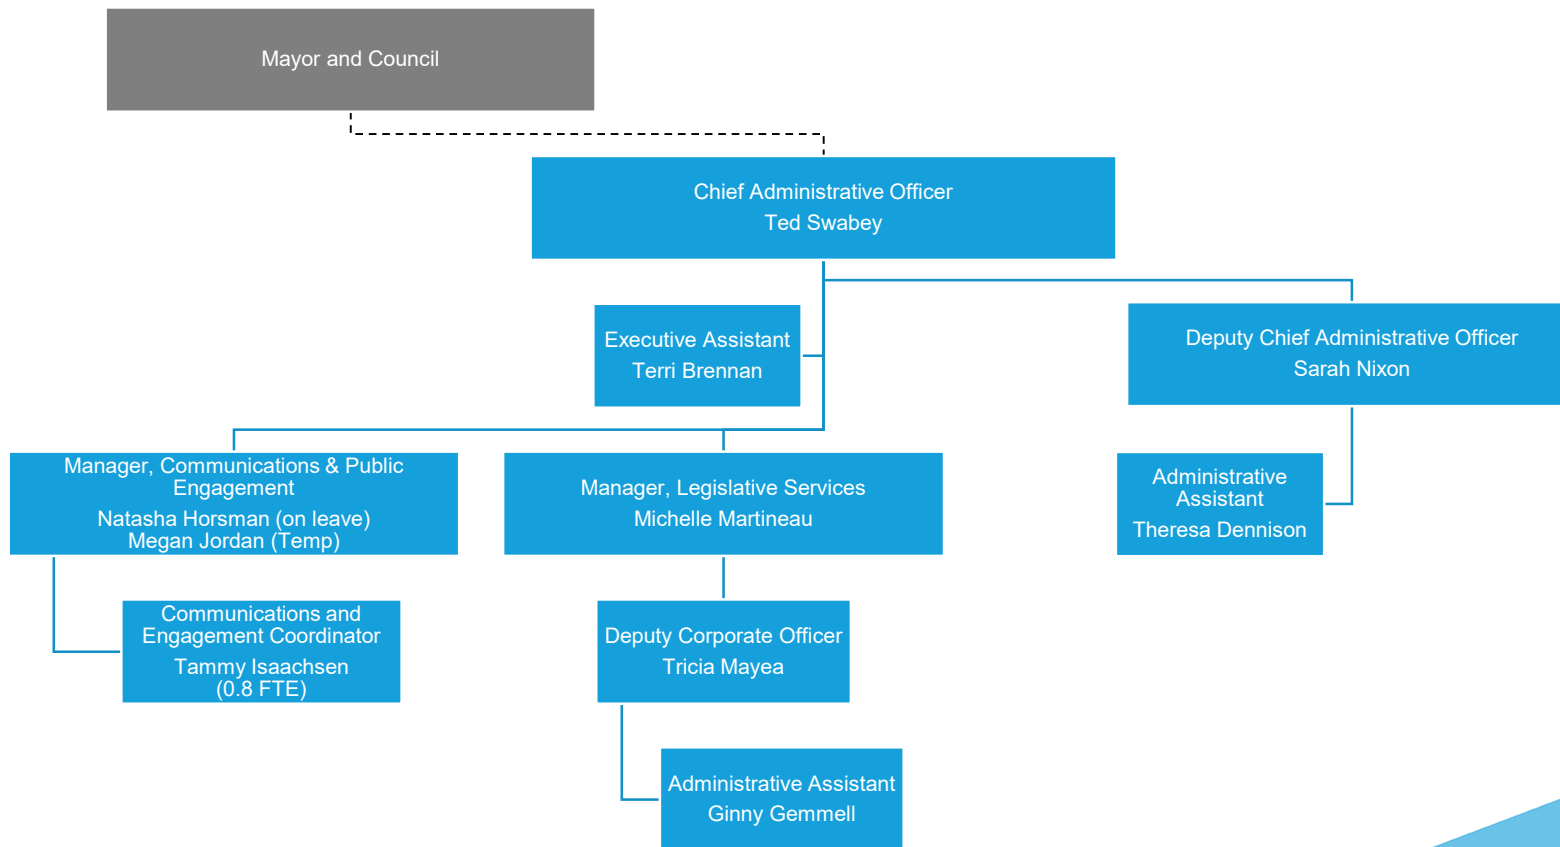 Mayor and Council
Chief Administrative Officer
Ted Swabey
Executive Assistant
Terri Brennan
Deputy Chief Administrative Officer
Sarah Nixon
Manager, Communications & Public
Engagement
Natasha Horsman (on leave)
Megan Jordan (Temp)
Manager, Legislative Services
Michelle Martineau
Administrative
Assistant
Theresa Dennison
Communications and
Engagement Coordinator
Tammy Isaachsen
(0.8 FTE)
Deputy Corporate Officer
Tricia Mayea
Administrative Assistant
Ginny Gemmell